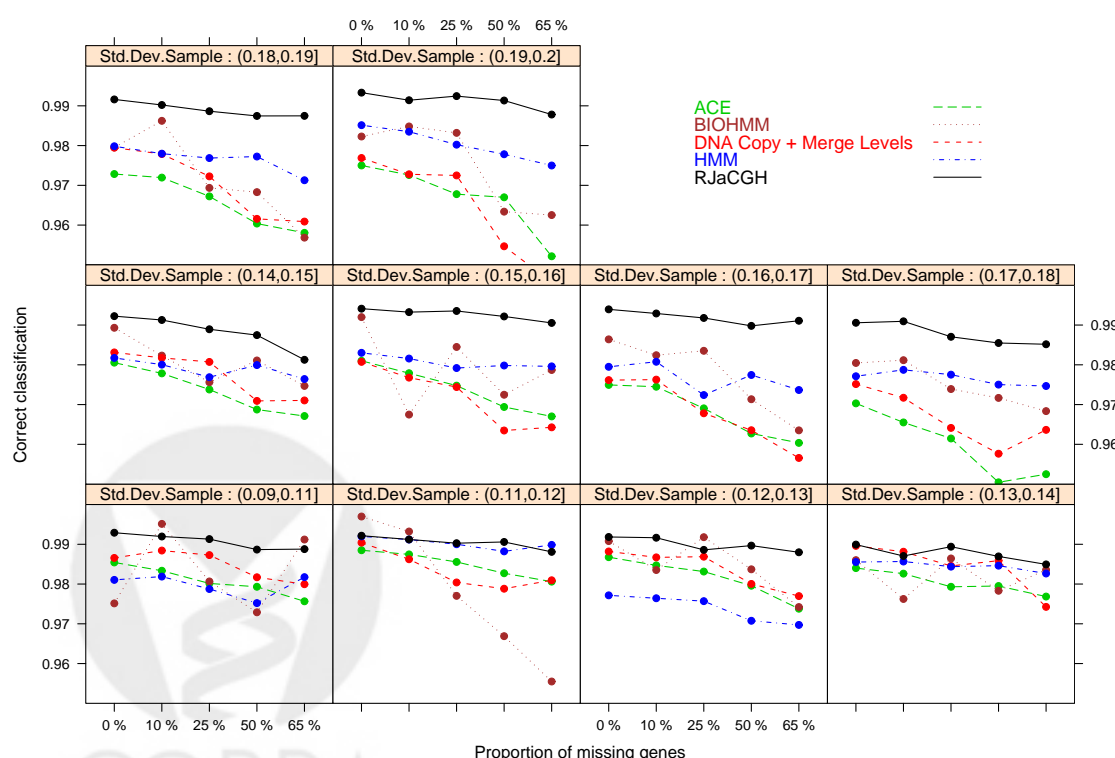 0 % 10 % 25 % 50 % 65 %
Std.Dev.Sample : (0.18,0.19] Std.Dev.Sample : (0.19,0.2]
0.99
0.98
0.97
0.96
ACE
BIOHMM
DNA Copy + Merge Levels
HMM
RJaCGH
Std.Dev.Sample : (0.14,0.15] Std.Dev.Sample : (0.15,0.16] Std.Dev.Sample : (0.16,0.17] Std.Dev.Sample : (0.17,0.18]
0.99
0.98
0.97
0.96
Correct classification
Std.Dev.Sample : (0.09,0.11] Std.Dev.Sample : (0.11,0.12] Std.Dev.Sample : (0.12,0.13] Std.Dev.Sample : (0.13,0.14]
0.99
0.98
0.97
0.96
0 % 10 % 25 % 50 % 65 % 0 % 10 % 25 % 50 % 65 %
Proportion of missing genes